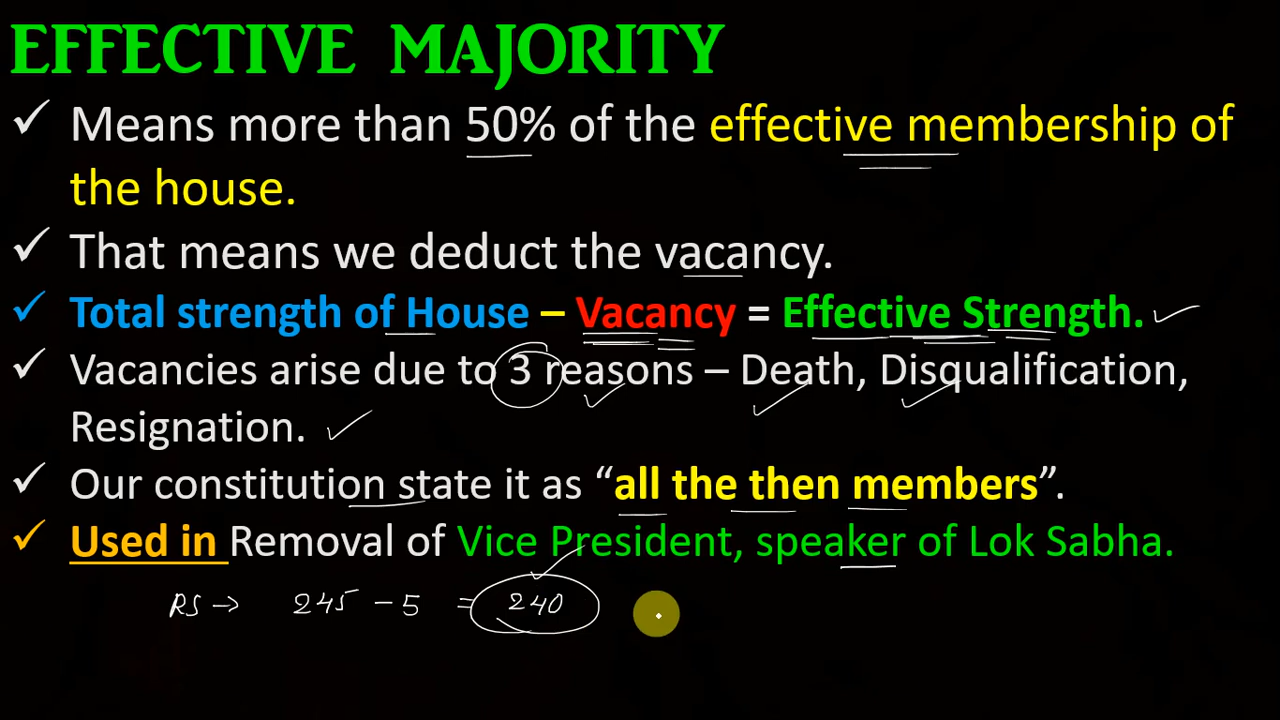 EFFECTIVE MAJORITY
✓ Means more than 50% of the effective membership of
the house.
✓ That means we deduct the vacancy.
✓ Total strength of House – Vacancy = Effective Strength.
✓ Vacancies arise due to 3 reasons – Death, Disqualification,
Resignation.
✓ Our constitution state it as “all the then members”.
✓ Used in Removal of Vice President, speaker of Lok Sabha.
RS → 245 - 5 = 240